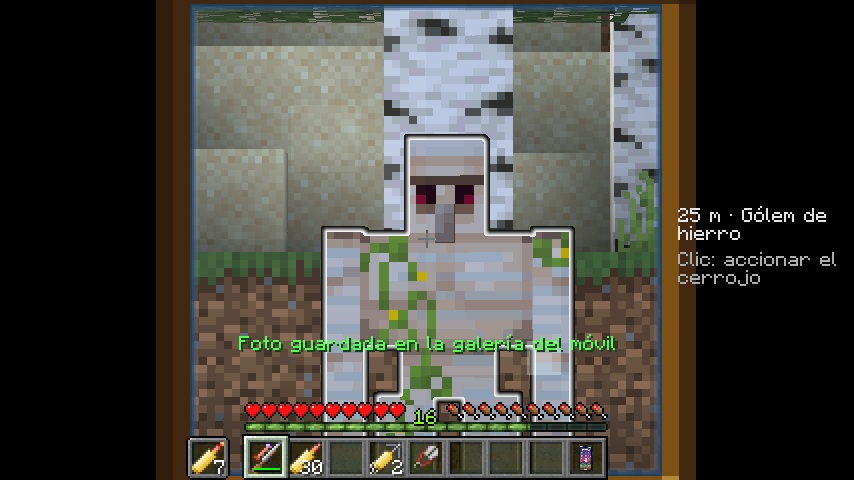 25 m · Gólem de
hierro
Clic: accionar el
cerrojo
Foto guardada en la galería del móvil
16
7
30
2